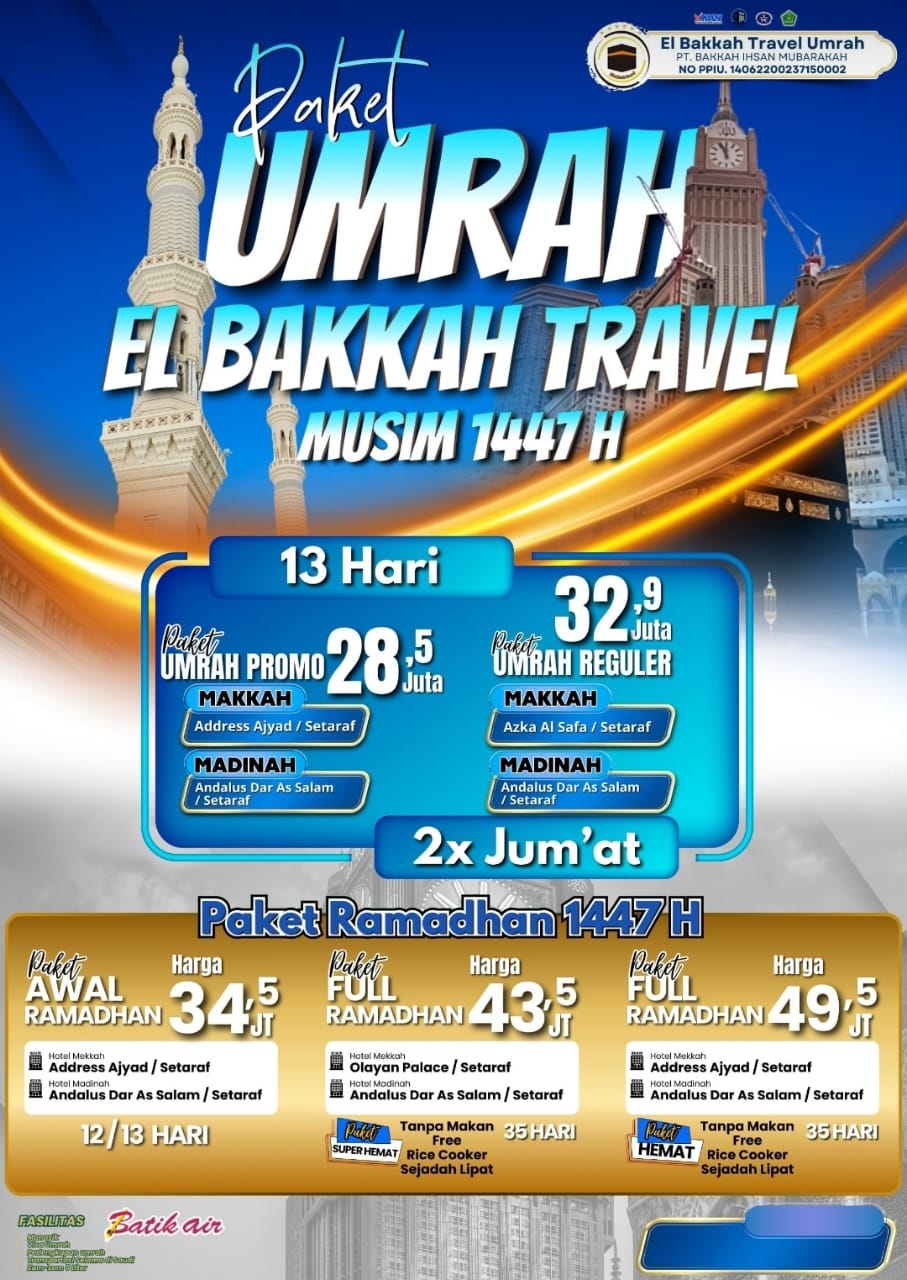 KAN
El Bakkah Travel Umrah
PT. BAKKAH IHSAN MUBARAKAH
NO PPIU. 14062200237150002
Paket
UMRAH
EL BAKKAH TRAVEL
MUSIM 1447 H
13 Hari
Paket
UMRAH PROMO 28,5 Juta
MAKKAH
Address Ajyad / Setaraf
MADINAH
Andalus Dar As Salam
/ Setaraf
32,9 Juta
Paket
UMRAH REGULER
MAKKAH
Azka Al Safa / Setaraf
MADINAH
Andalus Dar As Salam
/ Setaraf
2x Jum’at
Paket Ramadhan 1447 H
Paket
AWAL
RAMADHAN
Harga
34,5 JT
Hotel Mekkah
Address Ajyad / Setaraf
Hotel Madinah
Andalus Dar As Salam / Setaraf
12/13 HARI
Paket
FULL
RAMADHAN
Harga
43,5 JT
Hotel Mekkah
Olayan Palace / Setaraf
Hotel Madinah
Andalus Dar As Salam / Setaraf
Paket
SUPER HEMAT
Tanpa Makan
Free
Rice Cooker
Sejadah Lipat
35 HARI
Paket
FULL
RAMADHAN
Harga
49,5 JT
Hotel Mekkah
Address Ajyad / Setaraf
Hotel Madinah
Andalus Dar As Salam / Setaraf
Paket
HEMAT
Tanpa Makan
Free
Rice Cooker
Sejadah Lipat
35 HARI
FASILITAS
Manasik
Visa Umrah
Perlengkapan umrah
Transportasi Selama di Saudi
Zam-zam 5 Liter
Batik air